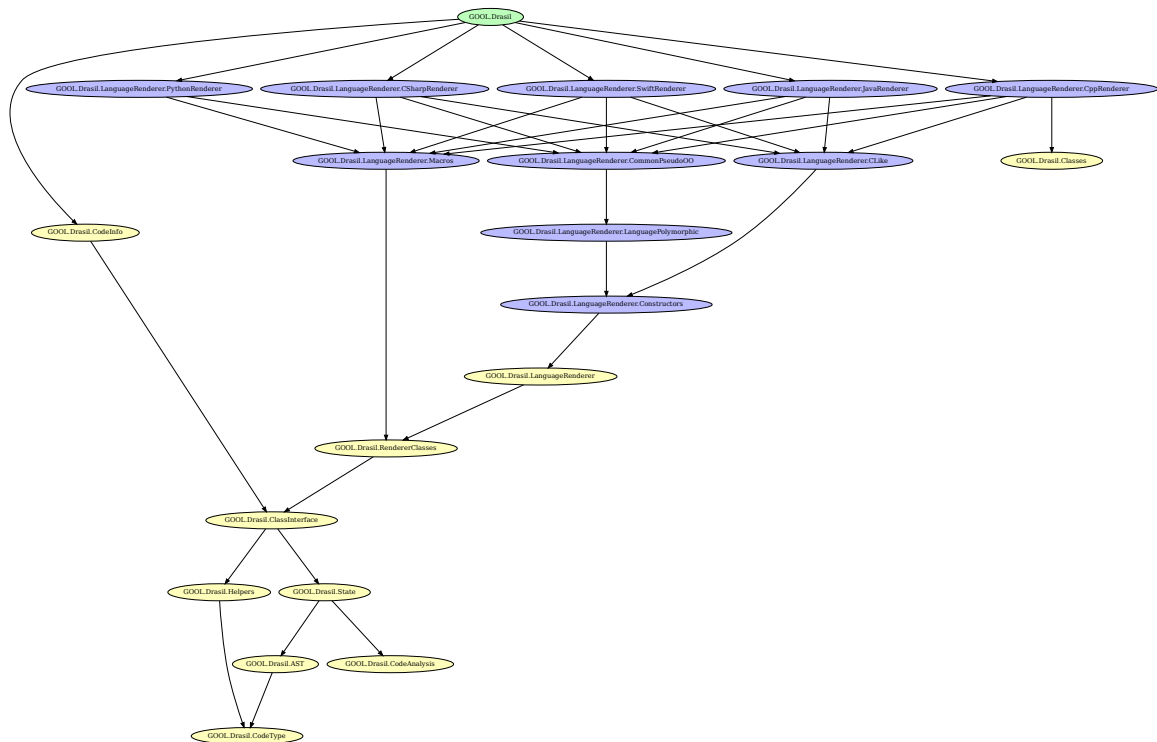 GOOL.Drasil
GOOL.Drasil.LanguageRenderer.PythonRenderer
GOOL.Drasil.LanguageRenderer.CSharpRenderer
GOOL.Drasil.LanguageRenderer.SwiftRenderer
GOOL.Drasil.LanguageRenderer.JavaRenderer
GOOL.Drasil.LanguageRenderer.CppRenderer
GOOL.Drasil.LanguageRenderer.Macros
GOOL.Drasil.LanguageRenderer.CommonPseudoOO
GOOL.Drasil.LanguageRenderer.CLike
GOOL.Drasil.Classes
GOOL.Drasil.CodeInfo
GOOL.Drasil.LanguageRenderer.LanguagePolymorphic
GOOL.Drasil.LanguageRenderer.Constructors
GOOL.Drasil.LanguageRenderer
GOOL.Drasil.RendererClasses
GOOL.Drasil.ClassInterface
GOOL.Drasil.Helpers
GOOL.Drasil.State
GOOL.Drasil.AST
GOOL.Drasil.CodeAnalysis
GOOL.Drasil.CodeType